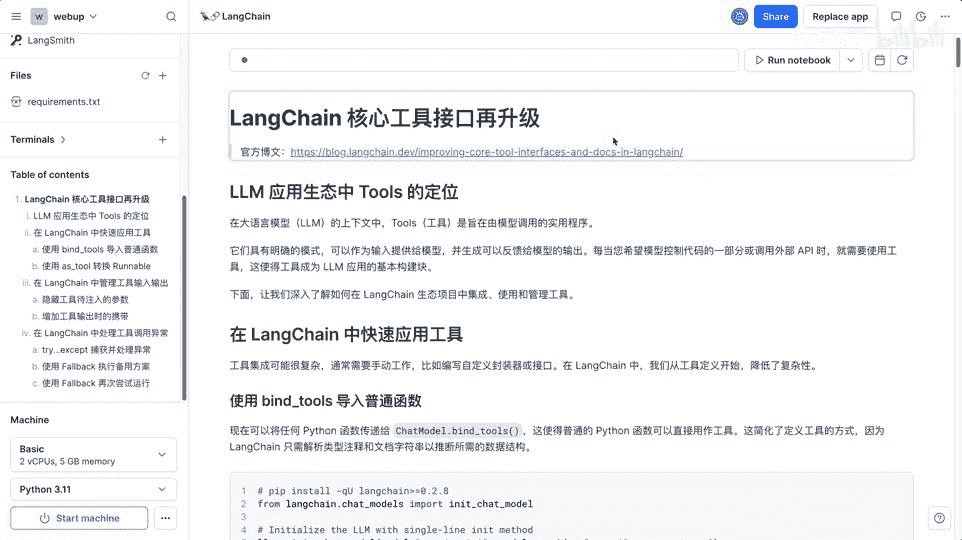 W webup
LangChain
Share
Replace app
bilibili
LangSmith
Files
requirements.txt
Terminals
Table of contents
1. LangChain 核心工具接口再升级
i. LLM 应用生态中 Tools 的定位
ii. 在 LangChain 中快速应用工具
a. 使用 bind_tools 导入普通函数
b. 使用 as_tool 转换 Runnable
iii. 在 LangChain 中管理工具输入输出
a. 隐藏工具待注入的参数
b. 增加工具输出时的携带
iv. 在 LangChain 中处理工具调用异常
a. try...except 捕获并处理异常
b. 使用 Fallback 执行备用方案
c. 使用 Fallback 再次尝试运行
Machine
Basic
2 vCPUs, 5 GB memory
Python 3.11
Start machine
Run notebook
LangChain 核心工具接口再升级
官方博文：https://blog.langchain.dev/improving-core-tool-interfaces-and-docs-in-langchain/
LLM 应用生态中 Tools 的定位
在大语言模型（LLM）的上下文中，Tools（工具）是旨在由模型调用的实用程序。
它们具有明确的模式，可以作为输入提供给模型，并生成可以反馈给模型的输出。每当您希望模型控制代码的一部分或调用外部 API 时，就需要使用工
具，这使得工具成为 LLM 应用的基本构建块。
下面，让我们深入了解如何在 LangChain 生态项目中集成、使用和管理工具。
在 LangChain 中快速应用工具
工具集成可能很复杂，通常需要手动工作，比如编写自定义封装器或接口。在 LangChain 中，我们从工具定义开始，降低了复杂性。
使用 bind_tools 导入普通函数
现在可以将任何 Python 函数传递给 ChatModel.bind_tools()，这使得普通的 Python 函数可以直接用作工具。这简化了定义工具的方式，因为
LangChain 只需解析类型注释和文档字符串以推断所需的数据结构。
1 # pip install -qU langchain>=0.2.8
2 from langchain.chat_models import init_chat_model
3
4 # Initialize the LLM with single-line init method